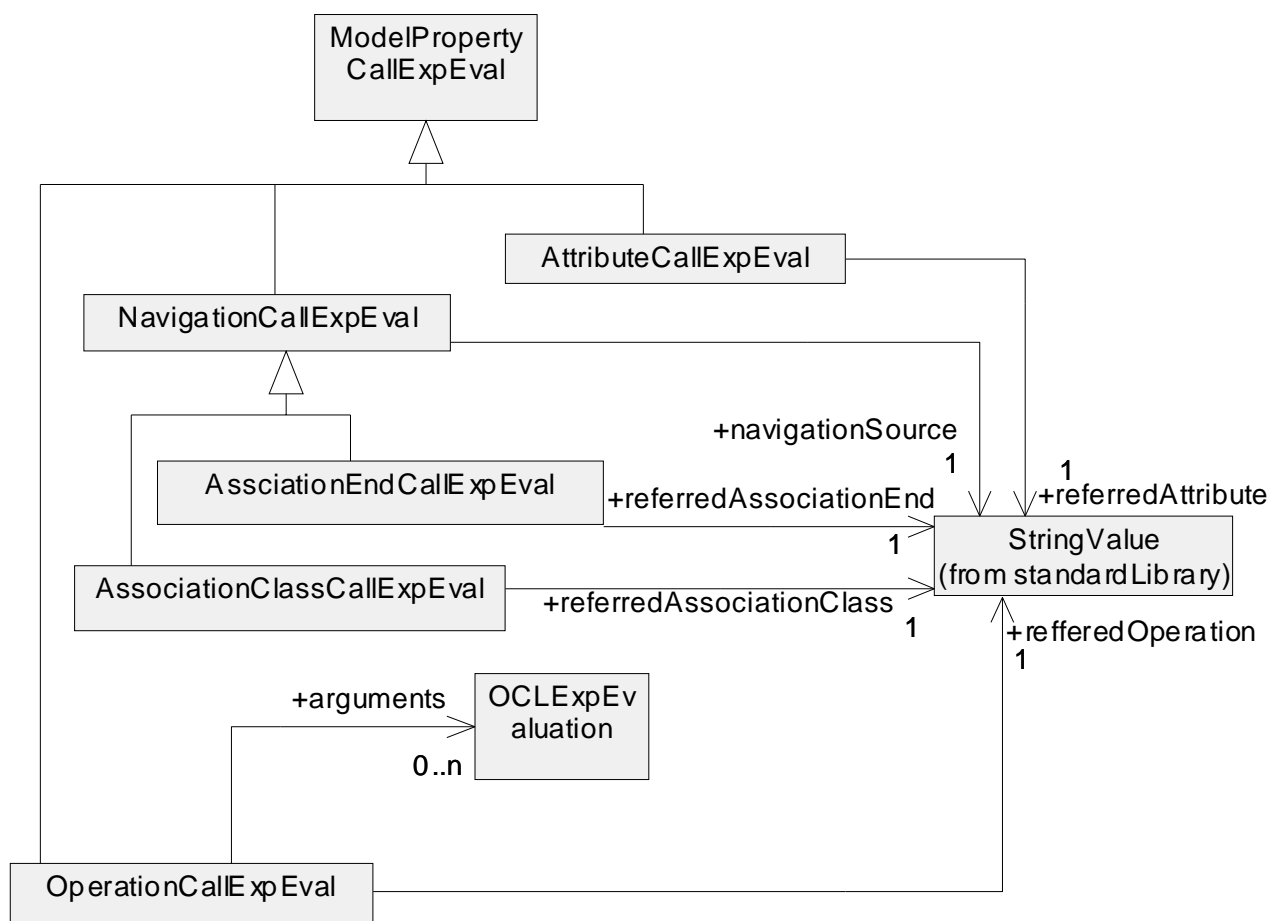 ModelProperty
CallExpEval
AttributeCallExpEval
NavigationCallExpEval
+navigationSource
1
1
+referredAttribute
AssciationEndCallExpEval
+referredAssociationEnd
1
StringValue
(from standardLibrary)
AssociationClassCallExpEval
+referredAssociationClass
1
+refferedOperation
1
+arguments
0..n
OCLExpEv
aluation
OperationCallExpEval